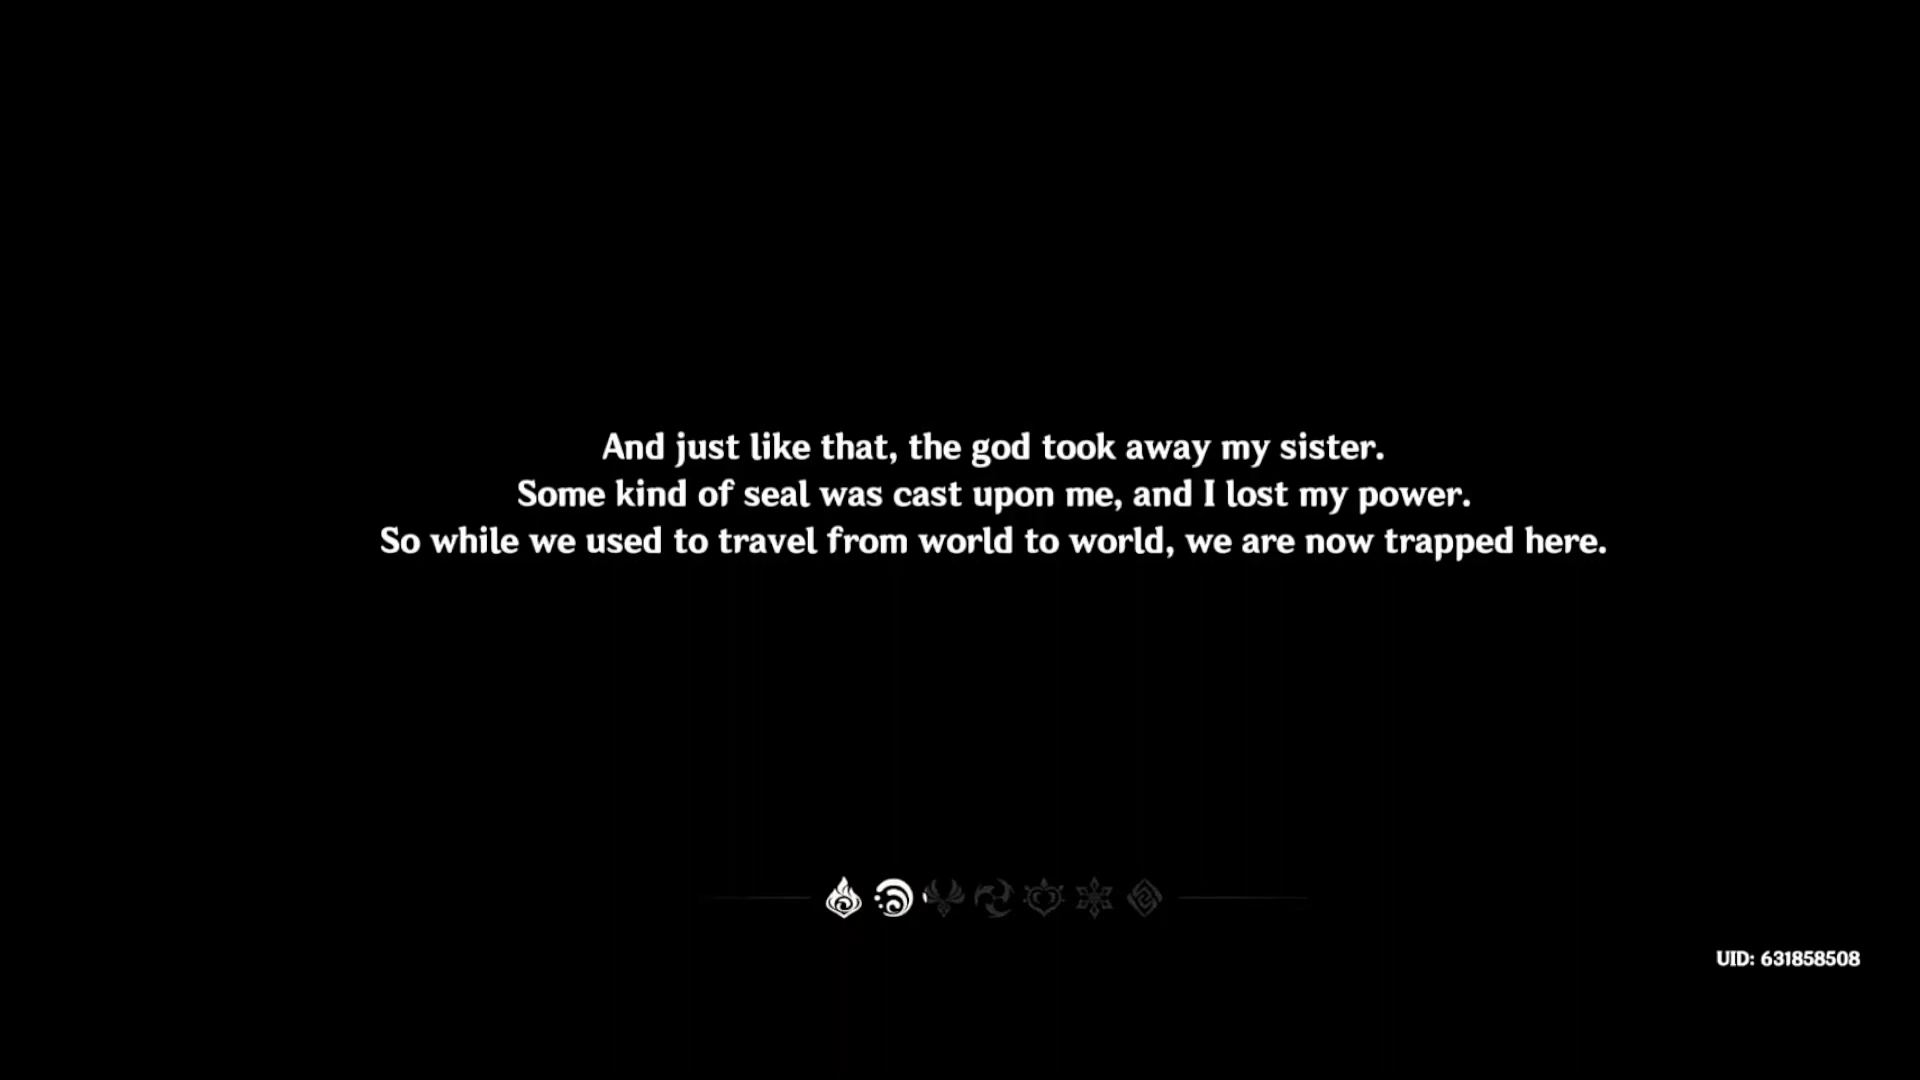 And just like that, the god took away my sister.
Some kind of seal was cast upon me, and I lost my power.
So while we used to travel from world to world, we are now trapped here.
UID: 631858508